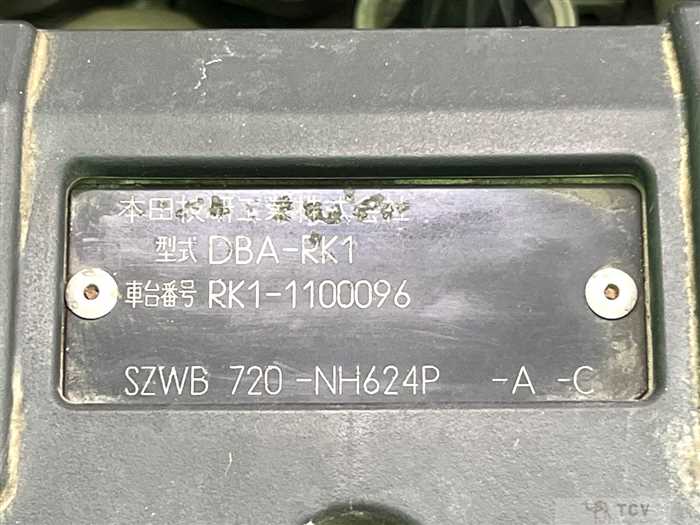 本田技研工業株式会社
型式 DBA-RK1
車台番号 RK1-1100096
SZWB 720 -NH624P -A -C
TCV